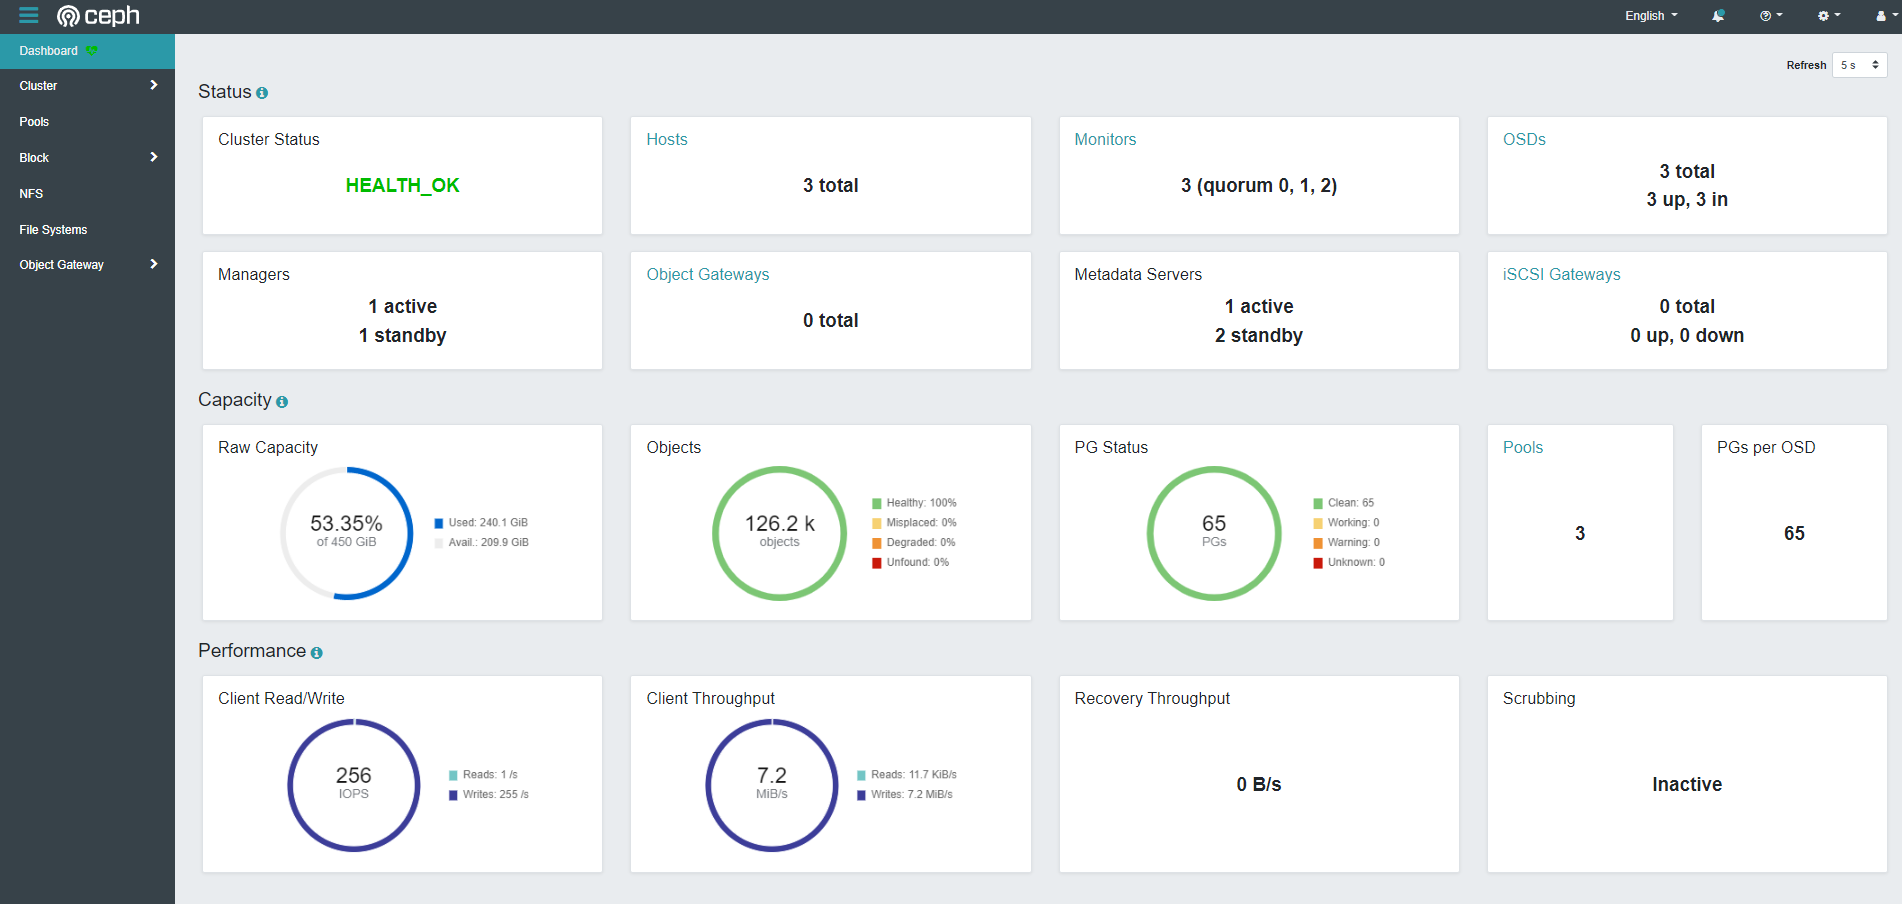 ceph
English
Dashboard
Cluster
Pools
Block
NFS
File Systems
Object Gateway
Refresh
5 s
Status
Cluster Status
HEALTH_OK
Hosts
3 total
Monitors
3 (quorum 0, 1, 2)
OSDs
3 total
3 up, 3 in
Managers
1 active
1 standby
Object Gateways
0 total
Metadata Servers
1 active
2 standby
iSCSI Gateways
0 total
0 up, 0 down
Capacity
Raw Capacity
53.35%
of 450 GiB
Used: 240.1 GiB
Avail.: 209.9 GiB
Objects
126.2 k
objects
Healthy: 100%
Misplaced: 0%
Degraded: 0%
Unfound: 0%
PG Status
65
PGs
Clean: 65
Working: 0
Warning: 0
Unknown: 0
Pools
3
PGs per OSD
65
Performance
Client Read/Write
256
IOPS
Reads: 1 /s
Writes: 255 /s
Client Throughput
7.2
MiB/s
Reads: 11.7 KiB/s
Writes: 7.2 MiB/s
Recovery Throughput
0 B/s
Scrubbing
Inactive